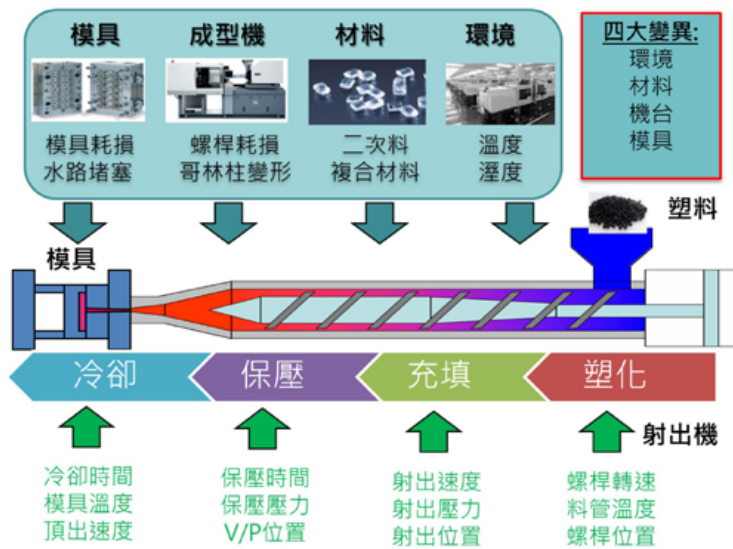 模具
成型機
材料
環境
模具耗損
水路堵塞
螺桿耗損
哥林柱變形
二次料
複合材料
溫度
溼度
四大變異:
環境
材料
機台
模具
塑料
模具
冷卻
保壓
充填
塑化
射出機
冷卻時間
模具溫度
頂出速度
保壓時間
保壓壓力
V/P位置
射出速度
射出壓力
射出位置
螺桿轉速
料管溫度
螺桿位置